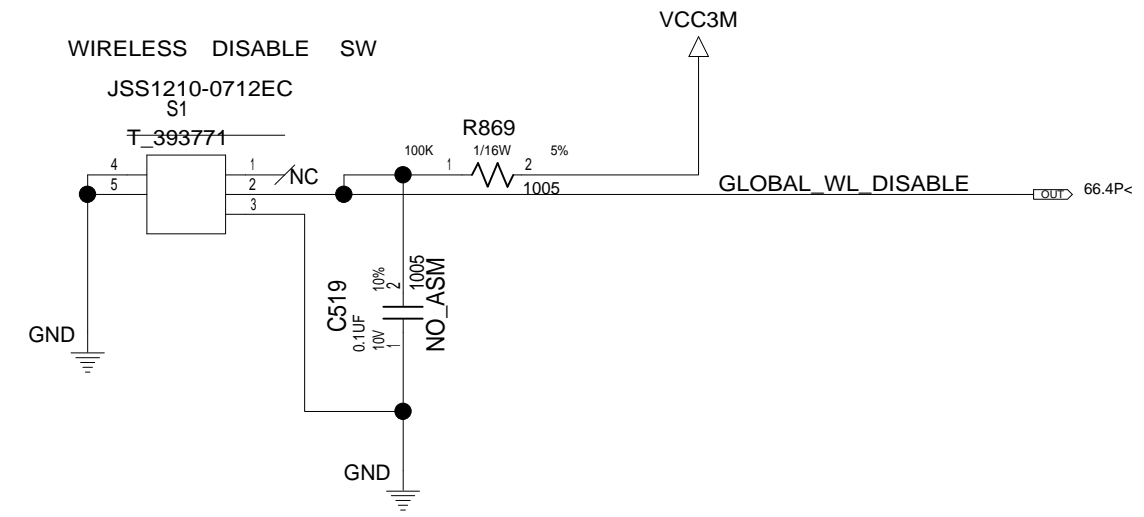 VCC3M
WIRELESS DISABLE SW
JSS1210-0712EC
S1
T_393771
R869
100K 1 1/16W 2 5%
1005
4 1 NC
5 2
3
GLOBAL_WL_DISABLE OUT 66.4P<
C519
0.1UF
10V 10%
1 2
NO_ASM
1005
GND
GND